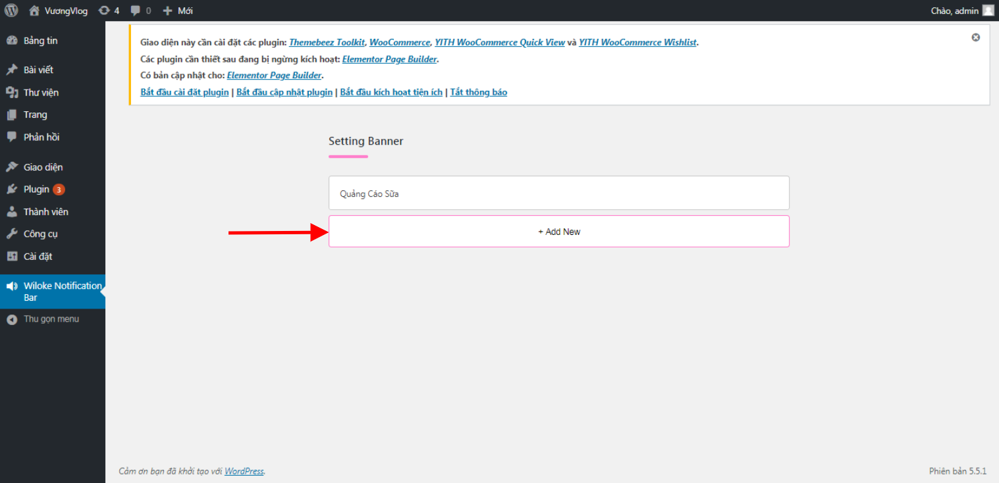 VươngVlog 4 0 Mới Chào, admin
Bảng tin
Bài viết
Thư viện
Trang
Phản hồi
Giao diện
Plugin 3
Thành viên
Công cụ
Cài đặt
Wiloke Notification
Bar
Thu gọn menu
Giao diện này cần cài đặt các plugin: Themebeez Toolkit, WooCommerce, YITH WooCommerce Quick View và YITH WooCommerce Wishlist.
Các plugin cần thiết sau đang bị ngừng kích hoạt: Elementor Page Builder.
Có bản cập nhật cho: Elementor Page Builder.
Bắt đầu cài đặt plugin | Bắt đầu cập nhật plugin | Bắt đầu kích hoạt tiện ích | Tắt thông báo
Setting Banner
Quảng Cáo Sữa
+ Add New
Cảm ơn bạn đã khởi tạo với WordPress. Phiên bản 5.5.1